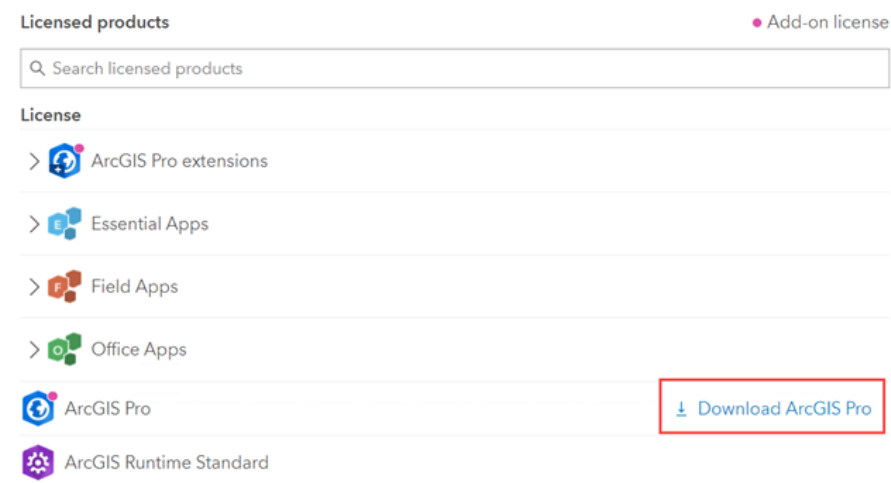 Licensed products
Add-on license
Search licensed products
License
ArcGIS Pro extensions
E Essential Apps
F Field Apps
O Office Apps
ArcGIS Pro
Download ArcGIS Pro
ArcGIS Runtime Standard